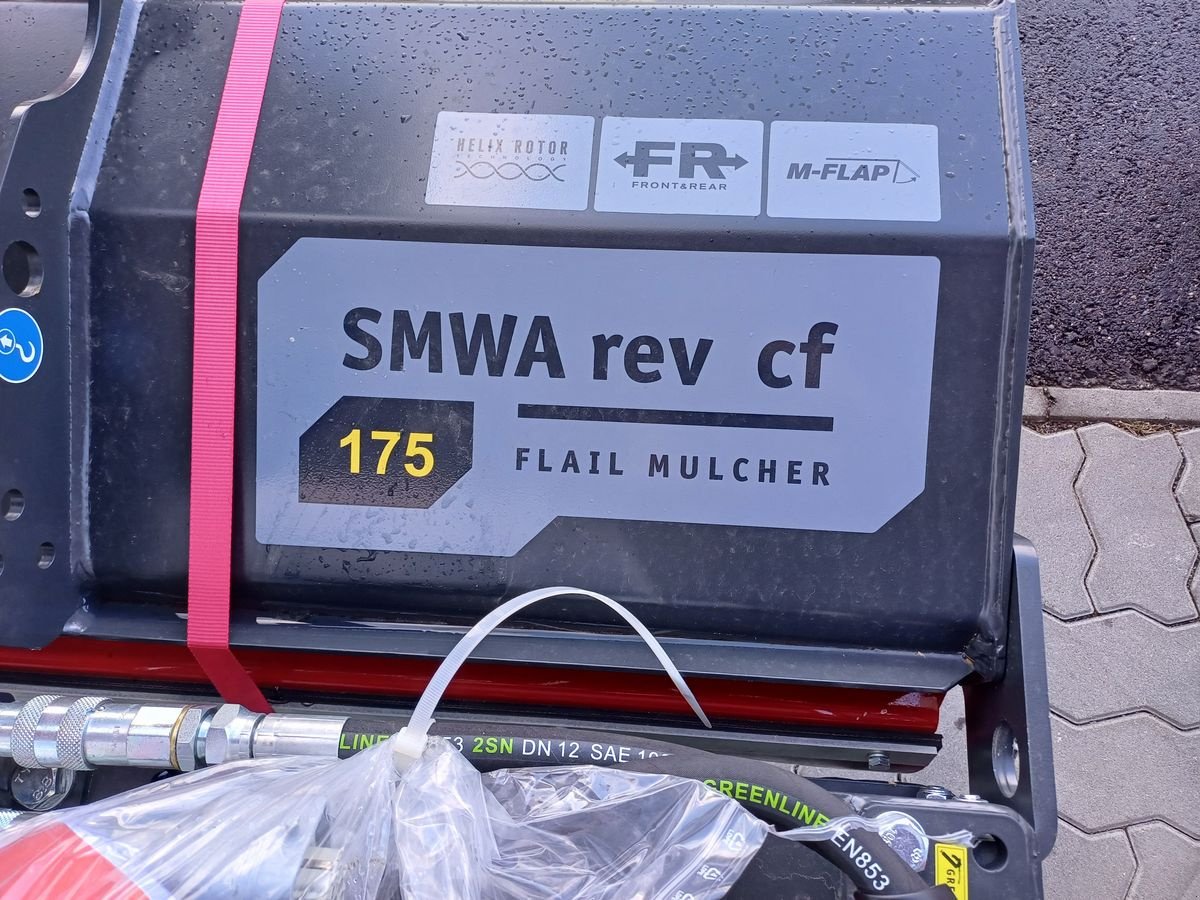 HELIX ROTOR
TECHNOLOGY
FR
FRONT&REAR
M-FLAP
SMWA rev cf
175
FLAIL MULCHER
2SN DN 12 SAE
GREENLINE EN853